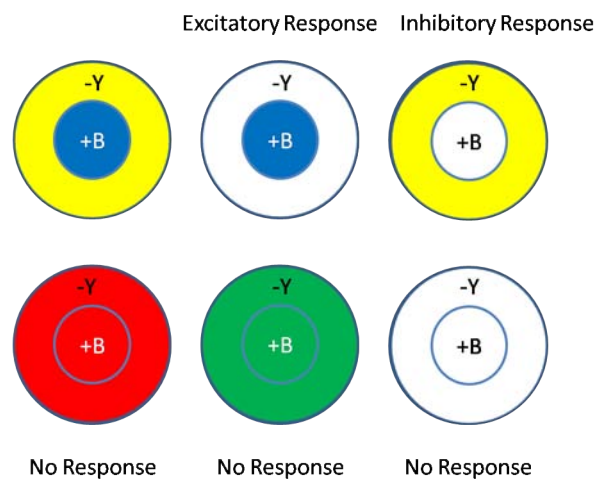 Excitatory Response Inhibitory Response
-Y -Y -Y
+B +B +B
-Y -Y -Y
+B +B +B
No Response No Response No Response